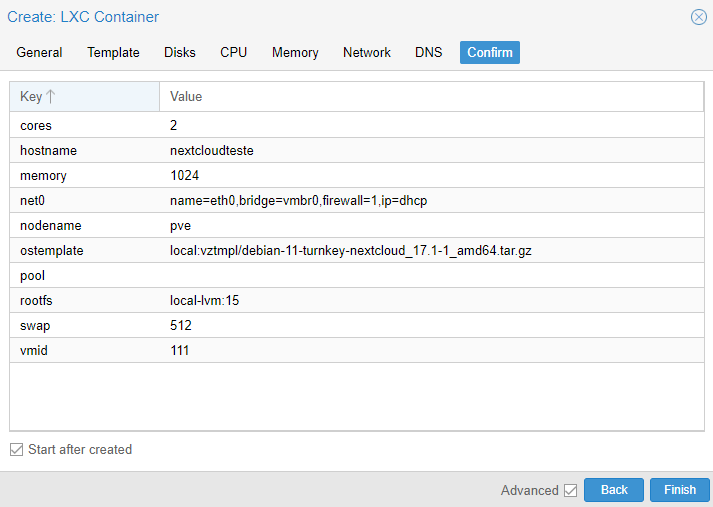 Create: LXC Container
General Template Disks CPU Memory Network DNS Confirm
Key Value
cores 2
hostname nextcloudteste
memory 1024
net0 name=eth0,bridge=vmbr0,firewall=1,ip=dhcp
nodename pve
ostemplate local:vztmpl/debian-11-turnkey-nextcloud_17.1-1_amd64.tar.gz
pool
rootfs local-lvm:15
swap 512
vmid 111
Start after created
Advanced Back Finish